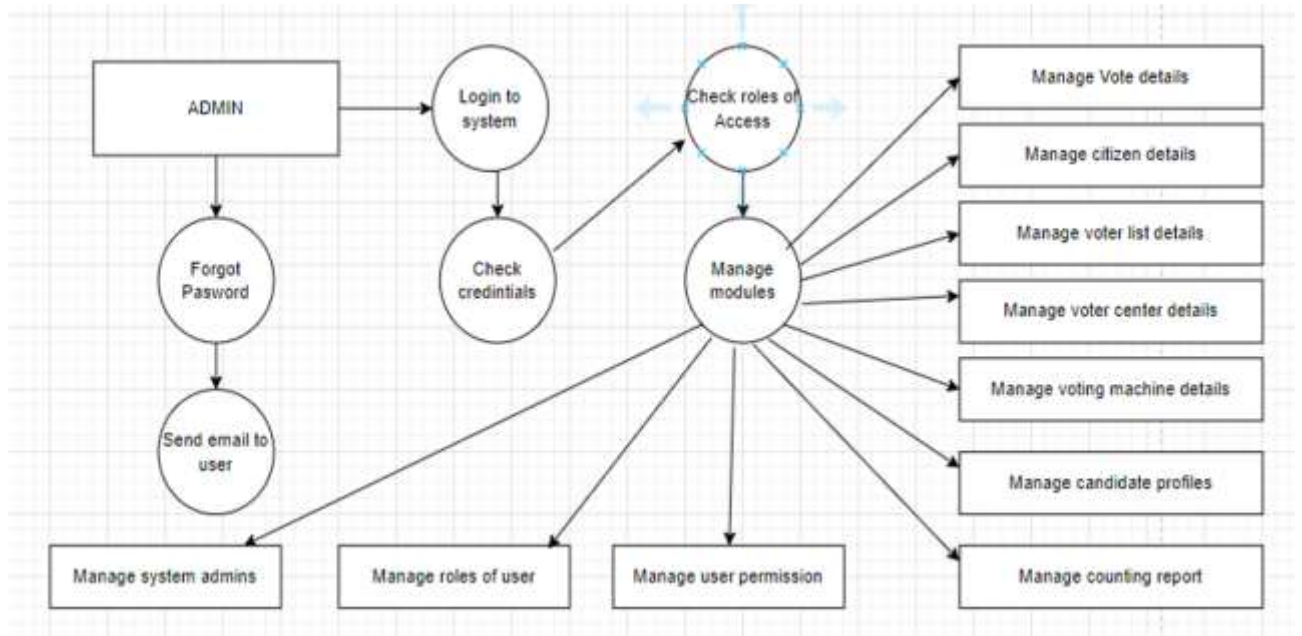 ADMIN
Login to
system
Check roles of
Access
Manage Vote details
Manage citizen details
Manage voter list details
Forgot
Pasword
Check
credintials
Manage
modules
Manage voter center details
Manage voting machine details
Send email to
user
Manage candidate profiles
Manage system admins
Manage roles of user
Manage user permission
Manage counting report